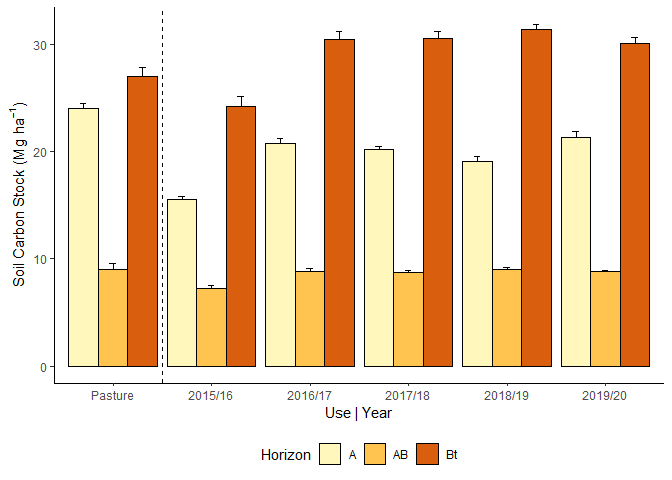 Soil Carbon Stock (Mg ha⁻¹)
30
20
10
0
Pasture 2015/16 2016/17 2017/18 2018/19 2019/20
Use | Year
Horizon A AB Bt